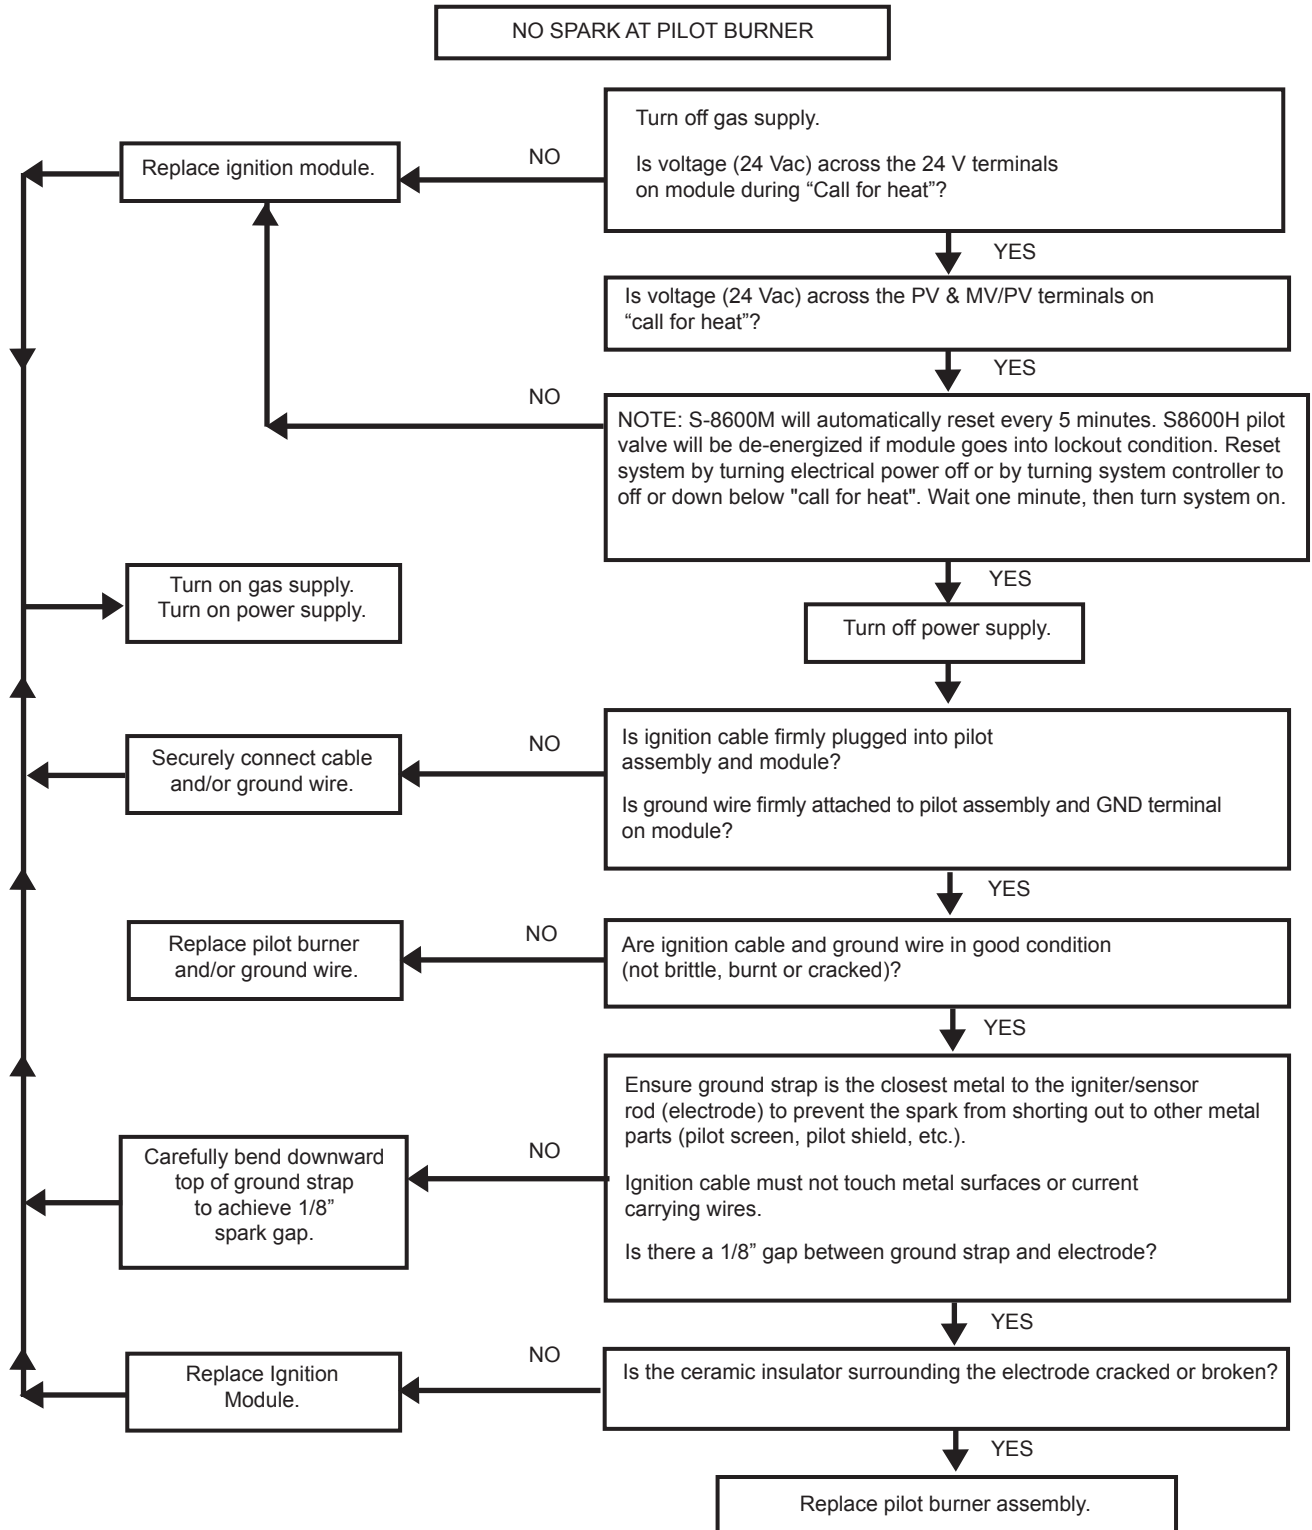 NO SPARK AT PILOT BURNER
Turn off gas supply.
Is voltage (24 Vac) across the 24 V terminals
on module during “Call for heat”?
NO
Replace ignition module.
YES
Is voltage (24 Vac) across the PV & MV/PV terminals on
“call for heat”?
YES
NO
NOTE: S-8600M will automatically reset every 5 minutes. S8600H pilot
valve will be de-energized if module goes into lockout condition. Reset
system by turning electrical power off or by turning system controller to
off or down below "call for heat". Wait one minute, then turn system on.
YES
Turn on gas supply.
Turn on power supply.
Turn off power supply.
Is ignition cable firmly plugged into pilot
assembly and module?
Is ground wire firmly attached to pilot assembly and GND terminal
on module?
NO
Securely connect cable
and/or ground wire.
YES
Are ignition cable and ground wire in good condition
(not brittle, burnt or cracked)?
NO
Replace pilot burner
and/or ground wire.
YES
Ensure ground strap is the closest metal to the igniter/sensor
rod (electrode) to prevent the spark from shorting out to other metal
parts (pilot screen, pilot shield, etc.).
Ignition cable must not touch metal surfaces or current
carrying wires.
Is there a 1/8” gap between ground strap and electrode?
NO
Carefully bend downward
top of ground strap
to achieve 1/8”
spark gap.
YES
Is the ceramic insulator surrounding the electrode cracked or broken?
NO
Replace Ignition
Module.
YES
Replace pilot burner assembly.